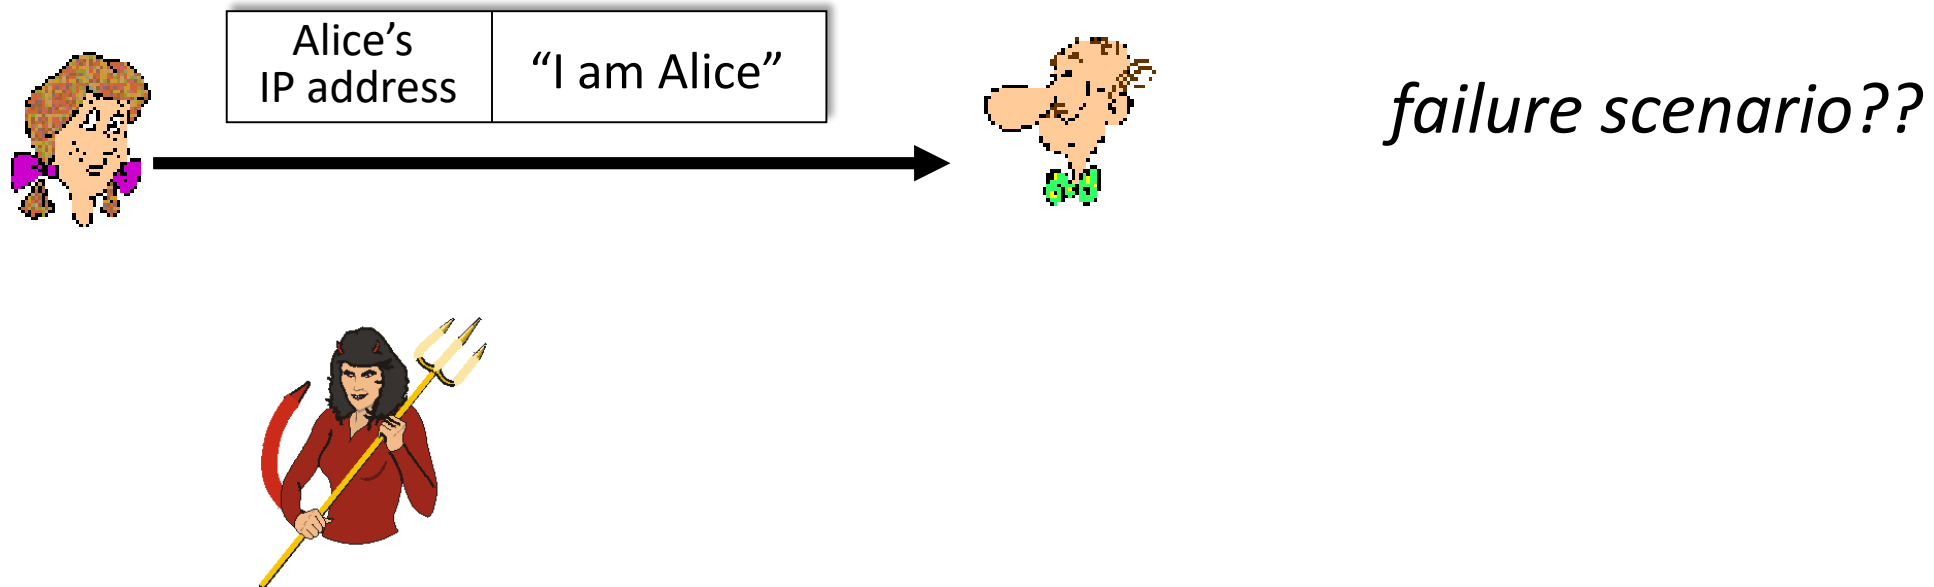 Alice’s
IP address
“I am Alice”
failure scenario??